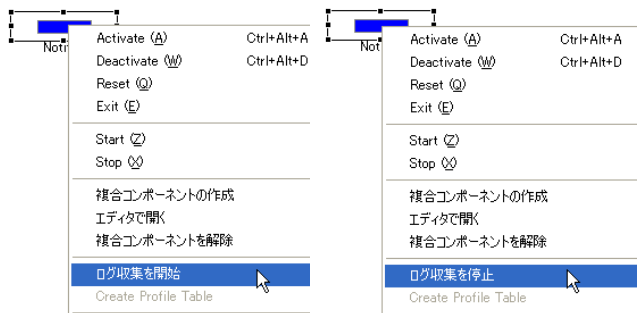 Noti
Activate (A) Ctrl+Alt+A
Deactivate (W) Ctrl+Alt+D
Reset (Q)
Exit (E)
Start (Z)
Stop (X)
複合コンポーネントの作成
エディタで開く
複合コンポーネントを解除
ログ収集を開始
Create Profile Table
Not
Activate (A) Ctrl+Alt+A
Deactivate (W) Ctrl+Alt+D
Reset (Q)
Exit (E)
Start (Z)
Stop (X)
複合コンポーネントの作成
エディタで開く
複合コンポーネントを解除
ログ収集を停止
Create Profile Table